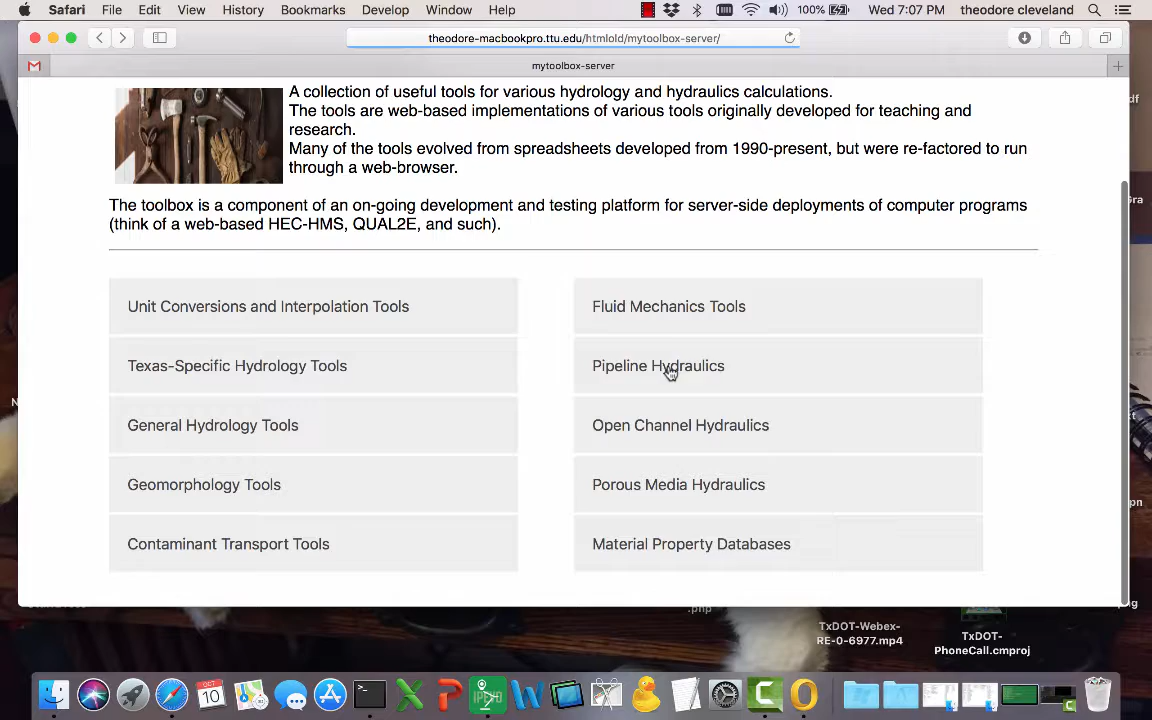 Safari File Edit View History Bookmarks Develop Window Help 100% Wed 7:07 PM theodore cleveland
theodore-macbookpro.ttu.edu/htmlold/mytoolbox-server/
mytoolbox-server
A collection of useful tools for various hydrology and hydraulics calculations.
The tools are web-based implementations of various tools originally developed for teaching and
research.
Many of the tools evolved from spreadsheets developed from 1990-present, but were re-factored to run
through a web-browser.
The toolbox is a component of an on-going development and testing platform for server-side deployments of computer programs
(think of a web-based HEC-HMS, QUAL2E, and such).
Unit Conversions and Interpolation Tools
Fluid Mechanics Tools
Texas-Specific Hydrology Tools
Pipeline Hydraulics
General Hydrology Tools
Open Channel Hydraulics
Geomorphology Tools
Porous Media Hydraulics
Contaminant Transport Tools
Material Property Databases
.php
TxDOT-Webex-
RE-0-6977.mp4
TxDOT-
PhoneCall.cmproj
OCT
10